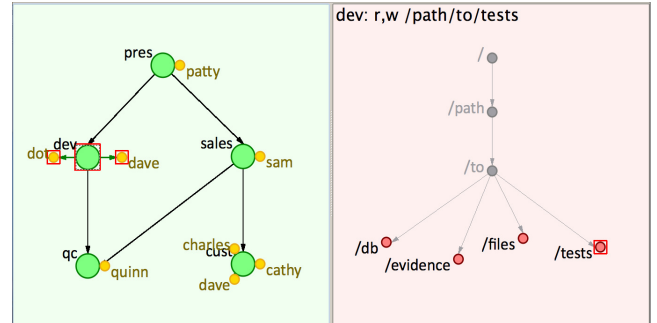 dev: r,w /path/to/tests
pres
patty
dot
dev
dave
sales
sam
qc
quinn
charles
cust
cathy
dave
/
/path
/to
/db
/evidence
/files
/tests